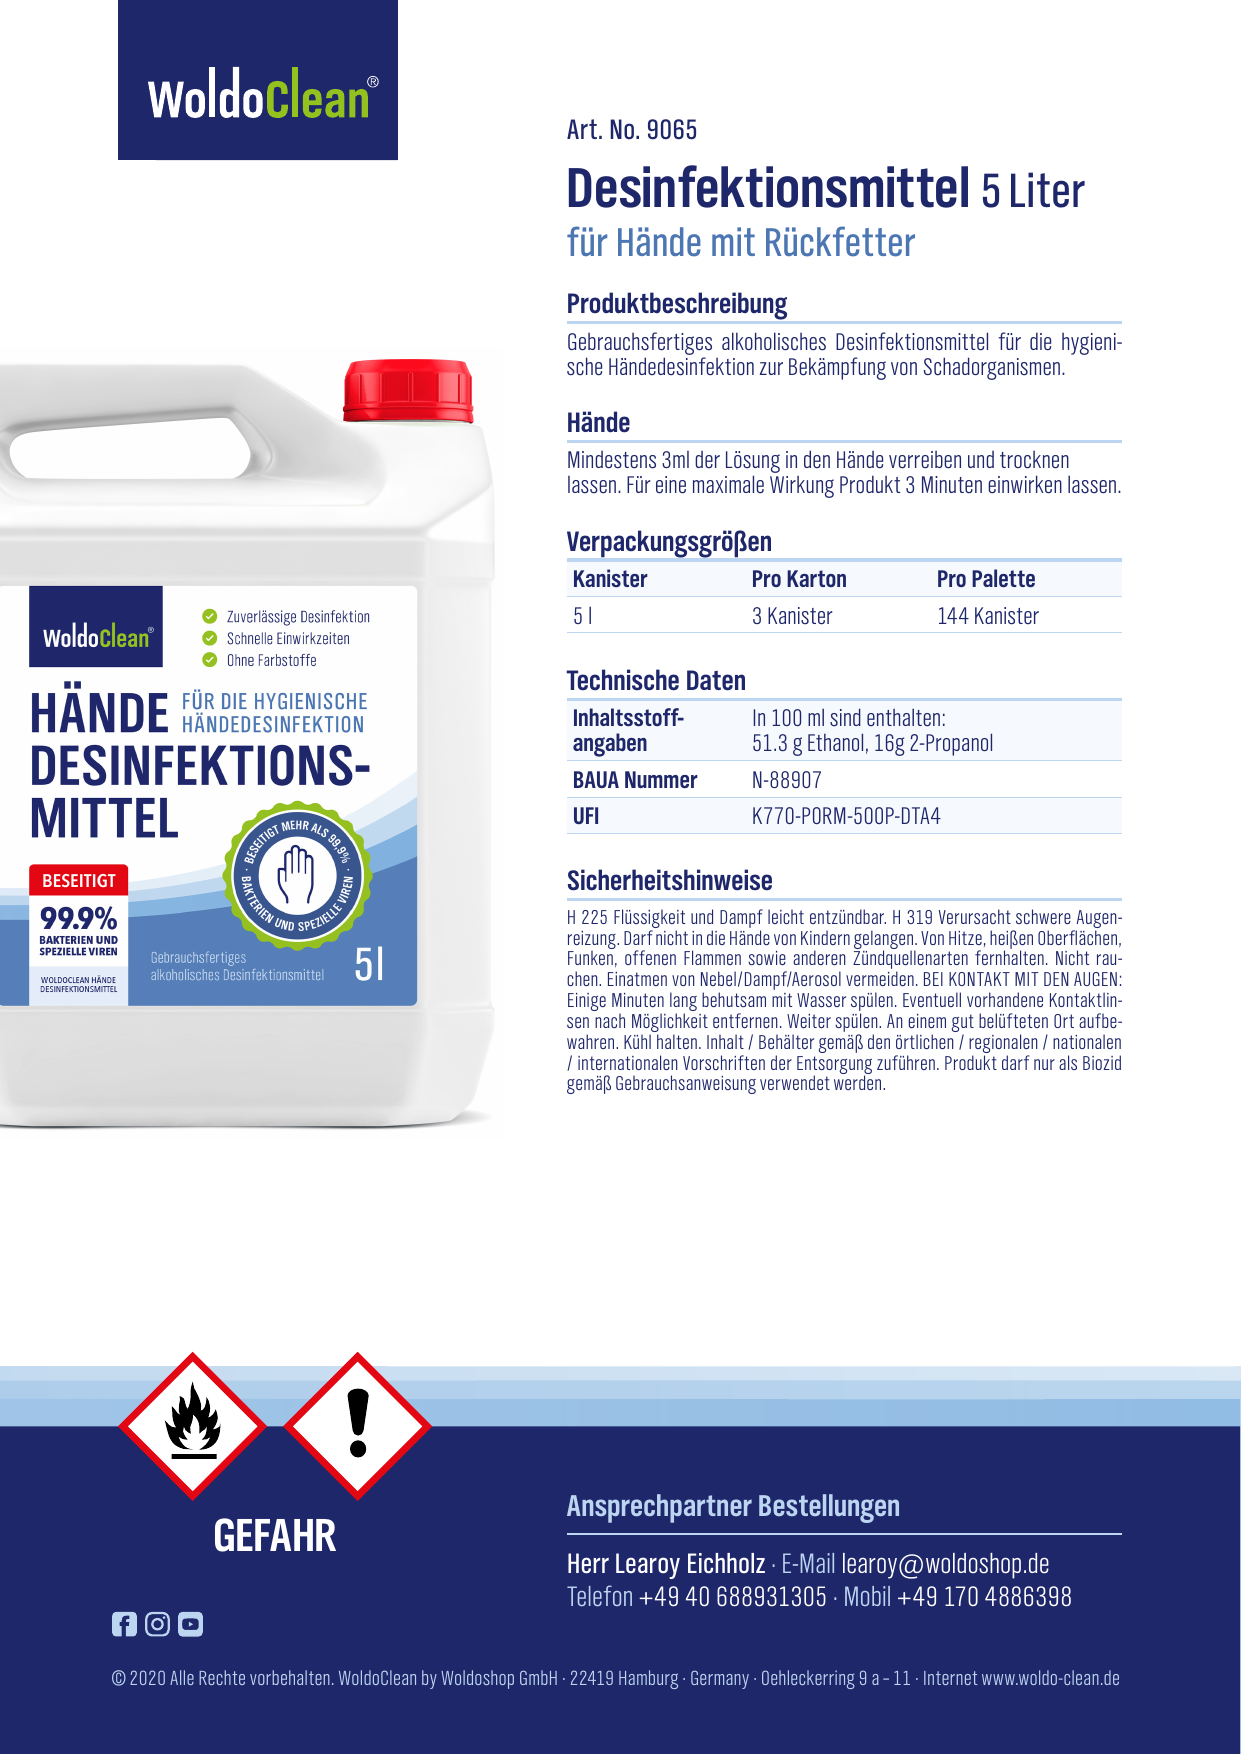 WoldoClean®
Art. No. 9065
Desinfektionsmittel 5 Liter
für Hände mit Rückfetter
Produktbeschreibung
Gebrauchsfertiges alkoholisches Desinfektionsmittel für die hygieni-
sche Händedesinfektion zur Bekämpfung von Schadorganismen.
Hände
Mindestens 3ml der Lösung in den Hände verreiben und trocknen
lassen. Für eine maximale Wirkung Produkt 3 Minuten einwirken lassen.
Verpackungsgrößen
Kanister Pro Karton Pro Palette
5 l 3 Kanister 144 Kanister
Technische Daten
Inhaltsstoff- In 100 ml sind enthalten:
angaben 51.3 g Ethanol, 16g 2-Propanol
BAUA Nummer N-88907
UFI K770-P0RM-500P-DTA4
Sicherheitshinweise
H 225 Flüssigkeit und Dampf leicht entzündbar. H 319 Verursacht schwere Augen-
reizung. Darf nicht in die Hände von Kindern gelangen. Von Hitze, heißen Oberflächen,
Funken, offenen Flammen sowie anderen Zündquellenarten fernhalten. Nicht rau-
chen. Einatmen von Nebel/Dampf/Aerosol vermeiden. BEI KONTAKT MIT DEN AUGEN:
Einige Minuten lang behutsam mit Wasser spülen. Eventuell vorhandene Kontaktlin-
sen nach Möglichkeit entfernen. Weiter spülen. An einem gut belüfteten Ort aufbe-
wahren. Kühl halten. Inhalt / Behälter gemäß den örtlichen / regionalen / nationalen
/ internationalen Vorschriften der Entsorgung zuführen. Produkt darf nur als Biozid
gemäß Gebrauchsanweisung verwendet werden.
WoldoClean®
Zuverlässige Desinfektion
Schnelle Einwirkzeiten
Ohne Farbstoffe
HÄNDE FÜR DIE HYGIENISCHE
HÄNDEDESINFEKTION
DESINFEKTIONS-
MITTEL
· BESEITIGT MEHR ALS 99,9% ·
BAKTERIEN UND SPEZIELLE VIREN
BESEITIGT
99.9%
BAKTERIEN UND
SPEZIELLE VIREN
WOLDOCLEAN HÄNDE
DESINFEKTIONSMITTEL
Gebrauchsfertiges
alkoholisches Desinfektionsmittel
5l
GEFAHR
Ansprechpartner Bestellungen
Herr Learoy Eichholz · E-Mail learoy@woldoshop.de
Telefon +49 40 688931305 · Mobil +49 170 4886398
© 2020 Alle Rechte vorbehalten. WoldoClean by Woldoshop GmbH · 22419 Hamburg · Germany · Oehleckerring 9 a – 11 · Internet www.woldo-clean.de